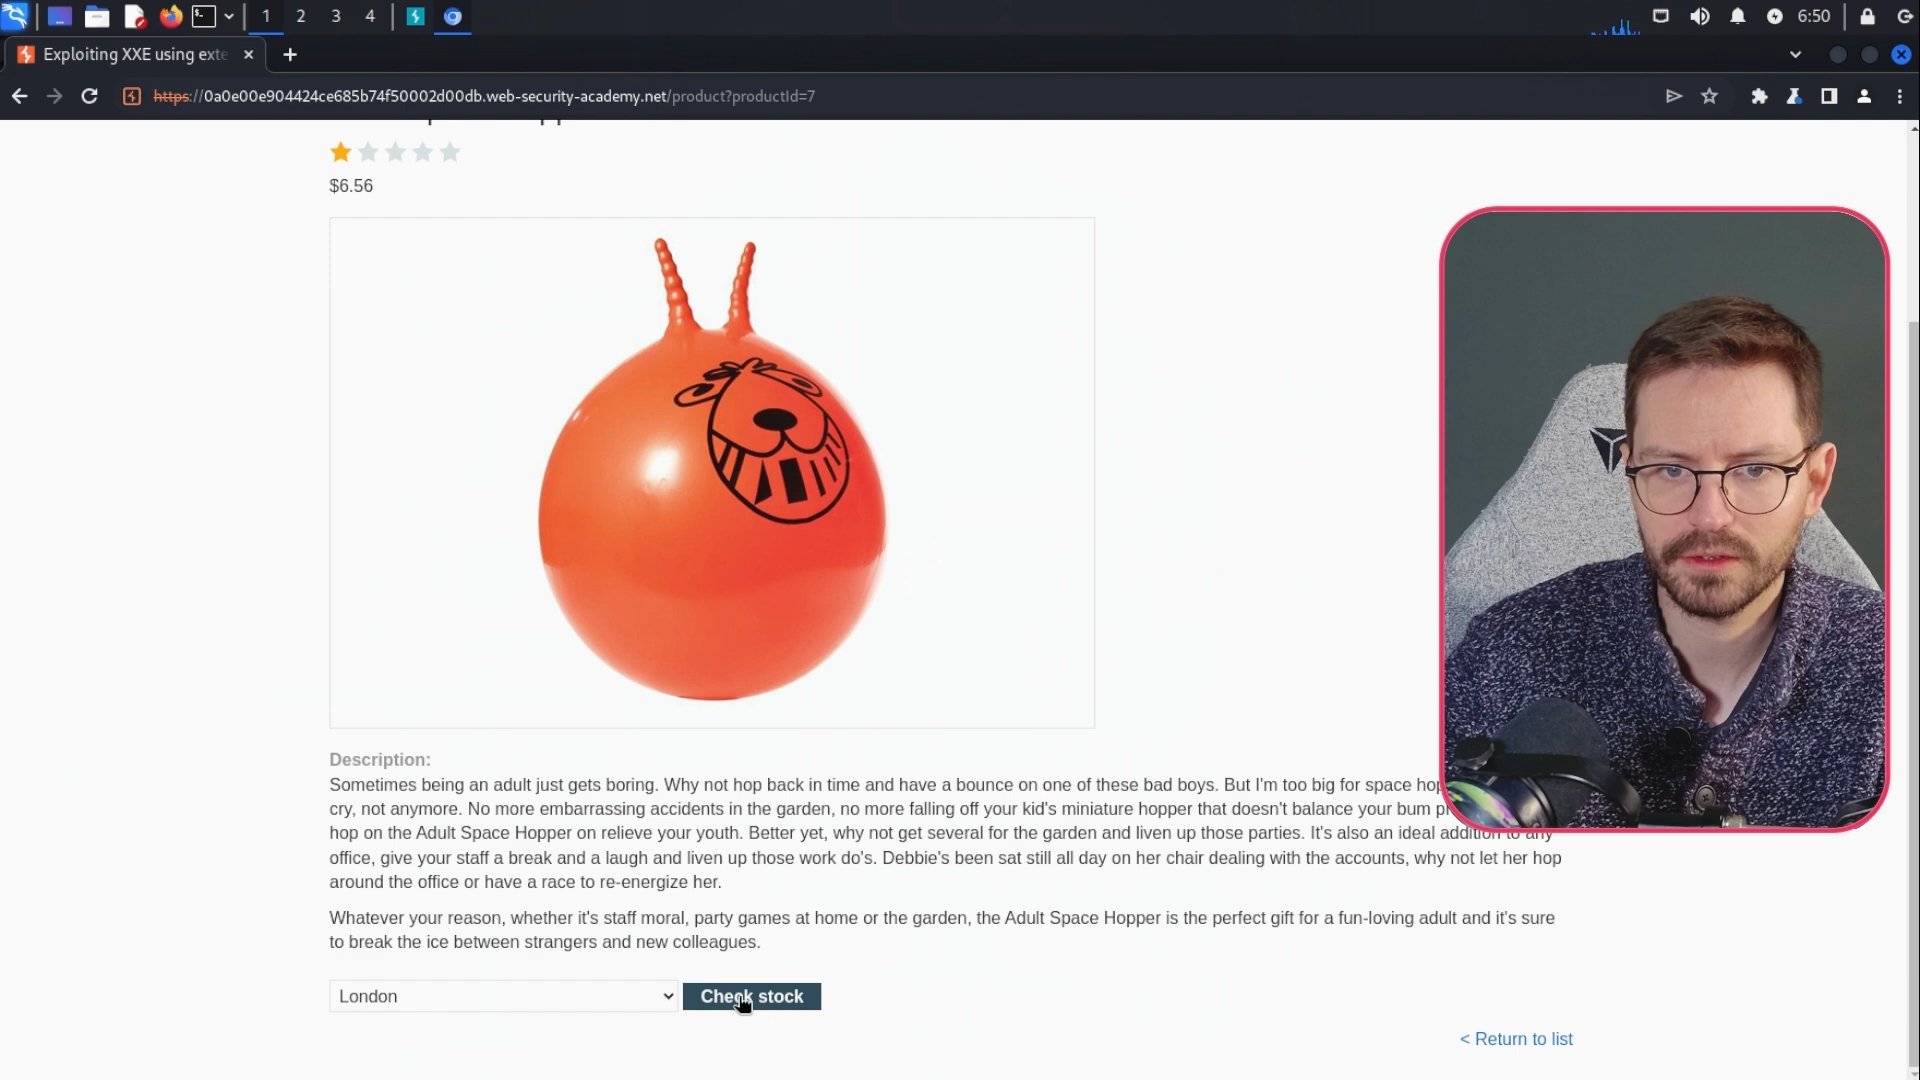 1 2 3 4
6:50
Exploiting XXE using exte
https://0a0e00e904424ce685b74f50002d00db.web-security-academy.net/product?productId=7
$6.56
Description:
Sometimes being an adult just gets boring. Why not hop back in time and have a bounce on one of these bad boys. But I'm too big for space hop
cry, not anymore. No more embarrassing accidents in the garden, no more falling off your kid's miniature hopper that doesn't balance your bum
hop on the Adult Space Hopper on relieve your youth. Better yet, why not get several for the garden and liven up those parties. It's also an ideal addition to any
office, give your staff a break and a laugh and liven up those work do's. Debbie's been sat still all day on her chair dealing with the accounts, why not let her hop
around the office or have a race to re-energize her.
Whatever your reason, whether it's staff moral, party games at home or the garden, the Adult Space Hopper is the perfect gift for a fun-loving adult and it's sure
to break the ice between strangers and new colleagues.
London
Check stock
< Return to list